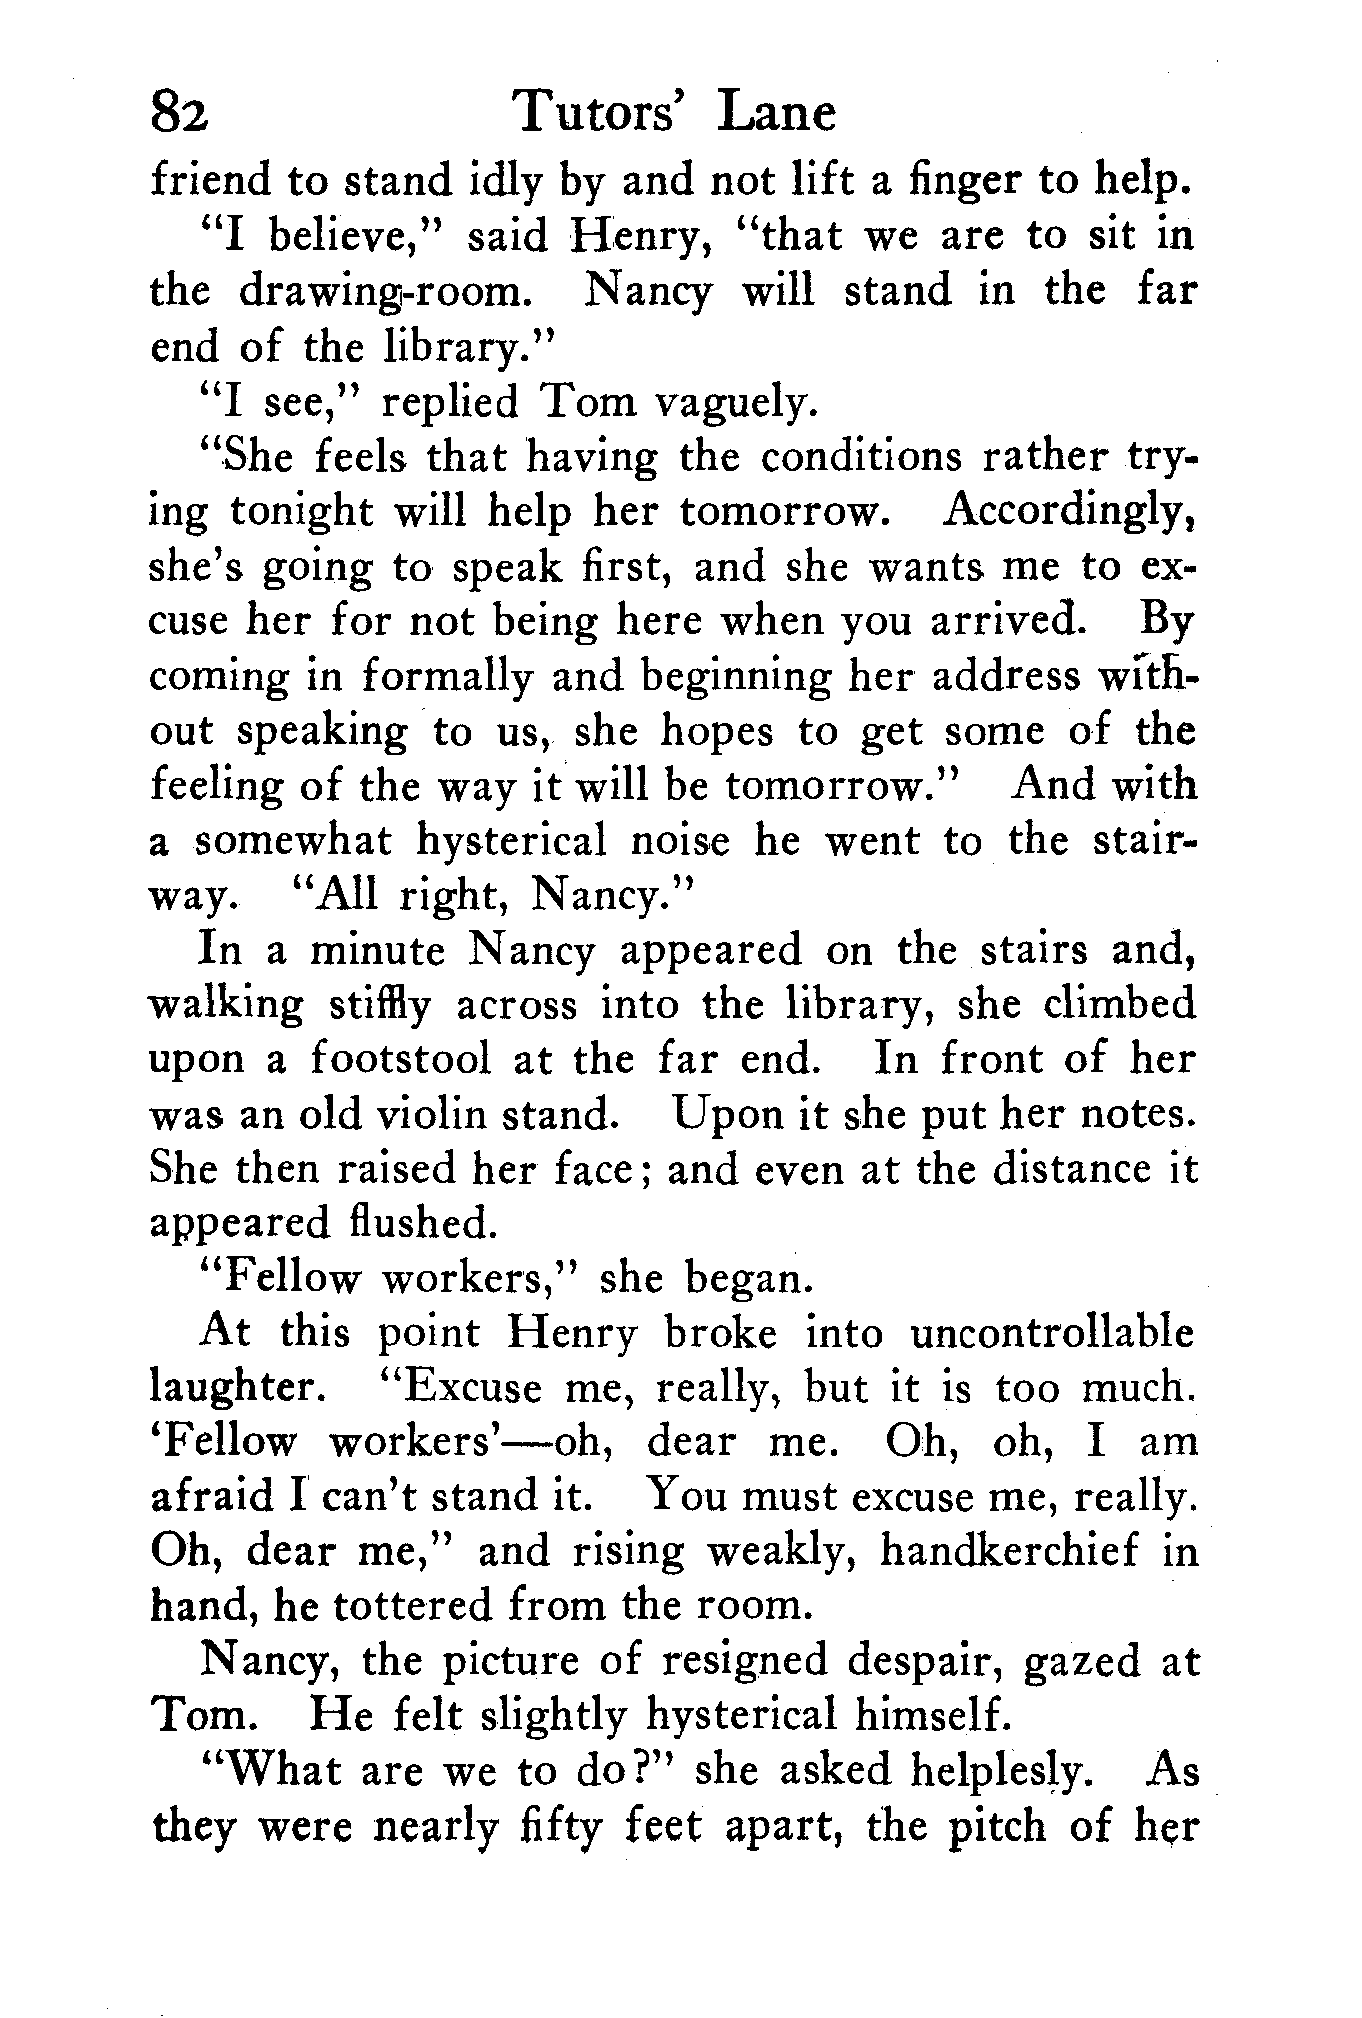 82 Tutors' Lane
friend to stand idly by and not lift a finger to help.
“I believe,” said Henry, “that we are to sit in
the drawing-room. Nancy will stand in the far
end of the library.”
“I see,” replied Tom vaguely.
“She feels that having the conditions rather try-
ing tonight will help her tomorrow. Accordingly,
she's going to speak first, and she wants me to ex-
cuse her for not being here when you arrived. By
coming in formally and beginning her address with-
out speaking to us, she hopes to get some of the
feeling of the way it will be tomorrow.” And with
a somewhat hysterical noise he went to the stair-
way. “All right, Nancy.”
In a minute Nancy appeared on the stairs and,
walking stiffly across into the library, she climbed
upon a footstool at the far end. In front of her
was an old violin stand. Upon it she put her notes.
She then raised her face; and even at the distance it
appeared flushed.
“Fellow workers,” she began.
At this point Henry broke into uncontrollable
laughter. “Excuse me, really, but it is too much.
‘Fellow workers’—oh, dear me. Oh, oh, I am
afraid I can't stand it. You must excuse me, really.
Oh, dear me,” and rising weakly, handkerchief in
hand, he tottered from the room.
Nancy, the picture of resigned despair, gazed at
Tom. He felt slightly hysterical himself.
“What are we to do?” she asked helplesly. As
they were nearly fifty feet apart, the pitch of her